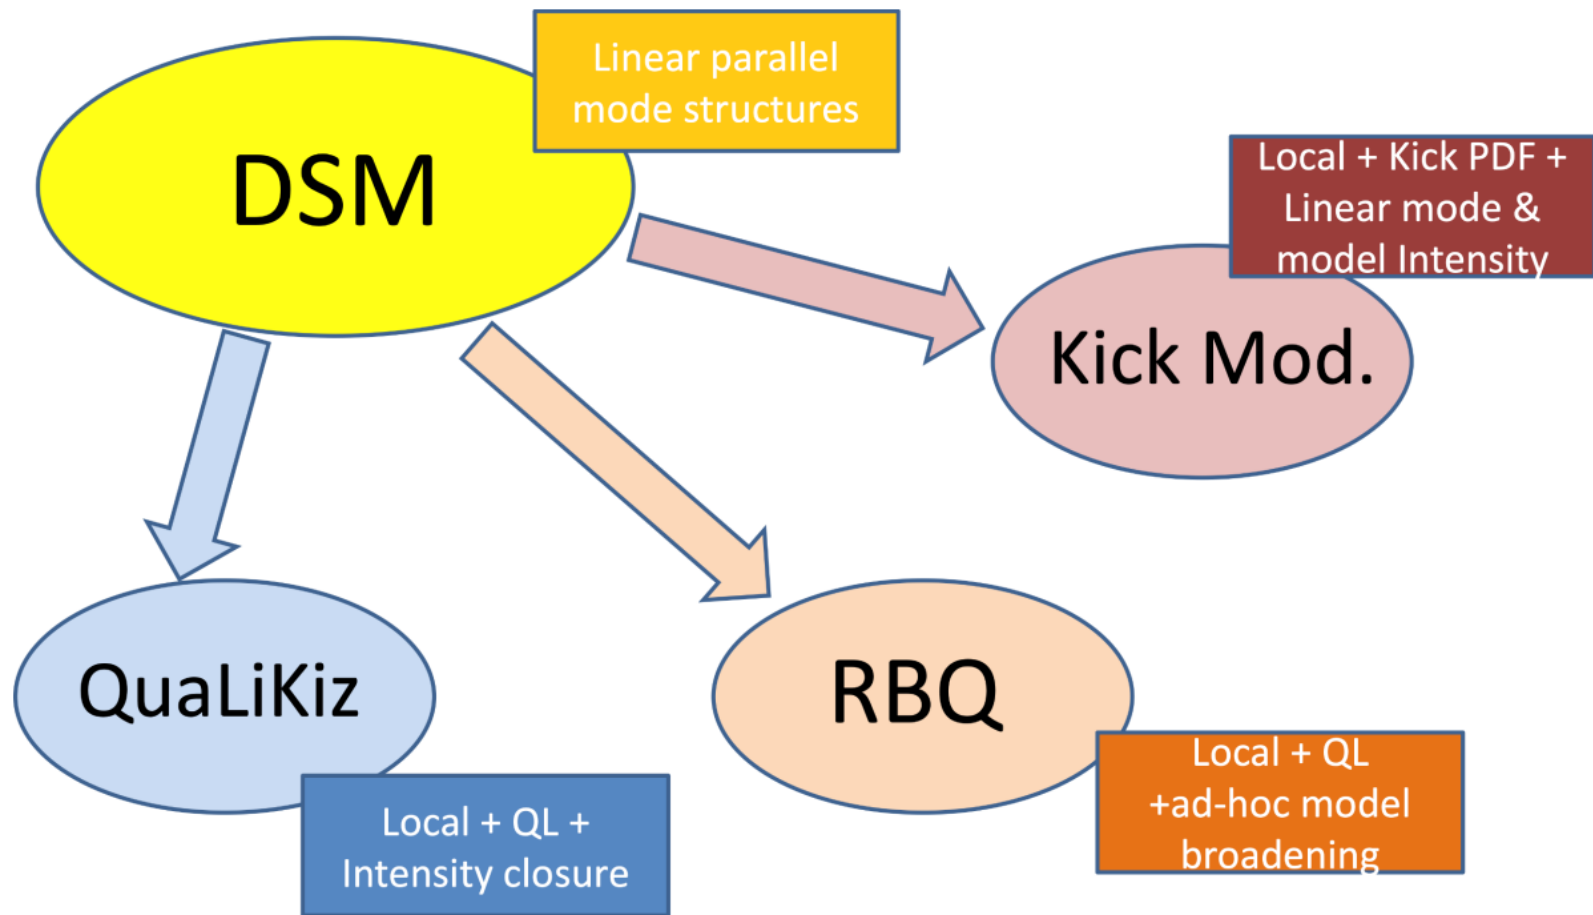 Linear parallel
mode structures
DSM
Local + Kick PDF +
Linear mode &
model Intensity
Kick Mod.
QuaLiKiz
Local + QL +
Intensity closure
RBQ
Local + QL
+ad-hoc model
broadening